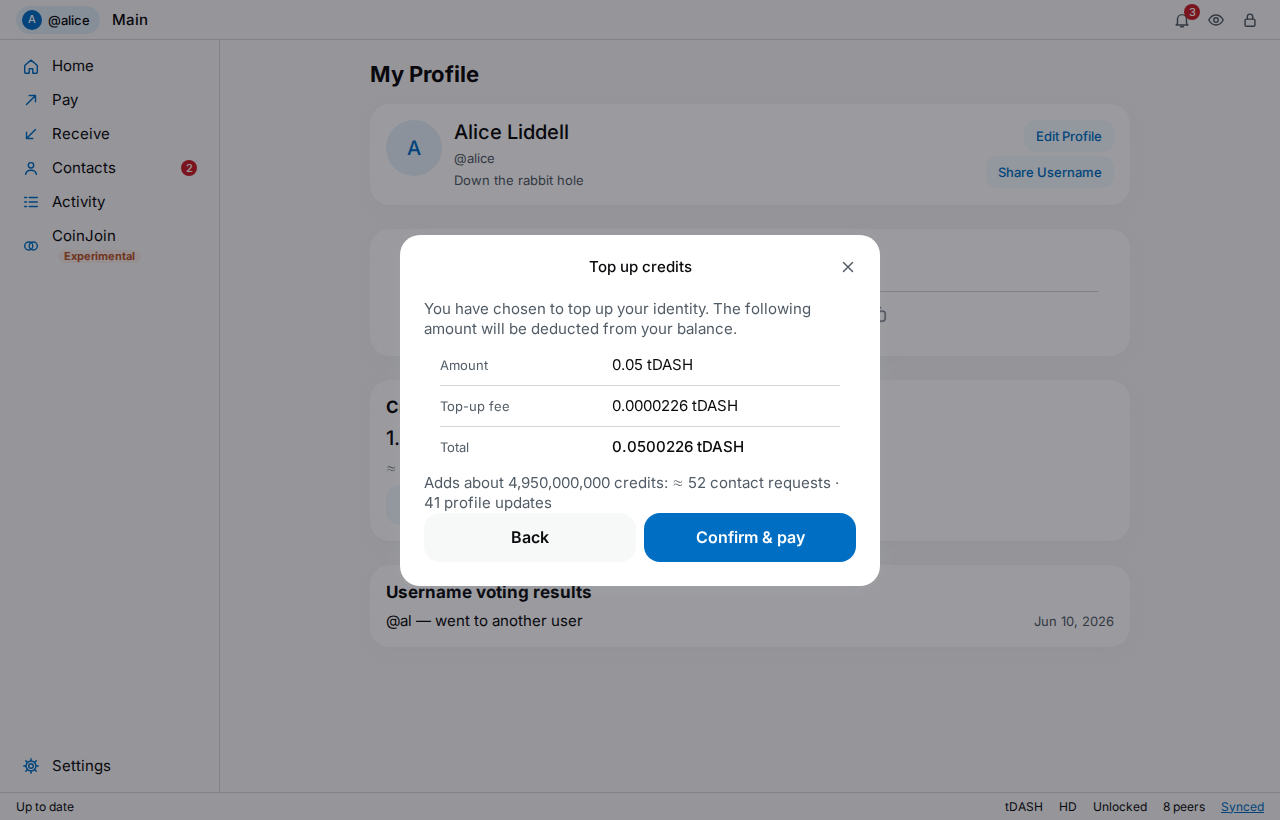 A @alice Main 3
Home
Pay
Receive
Contacts 2
Activity
CoinJoin
Experimental
Settings
My Profile
A
Alice Liddell
@alice
Down the rabbit hole
Edit Profile
Share Username
Top up credits
You have chosen to top up your identity. The following
amount will be deducted from your balance.
Amount 0.05 tDASH
Top-up fee 0.0000226 tDASH
Total 0.0500226 tDASH
Adds about 4,950,000,000 credits: ≈ 52 contact requests ·
41 profile updates
Back Confirm & pay
C
1.
≈
Username voting results
@al — went to another user Jun 10, 2026
Up to date tDASH HD Unlocked 8 peers Synced